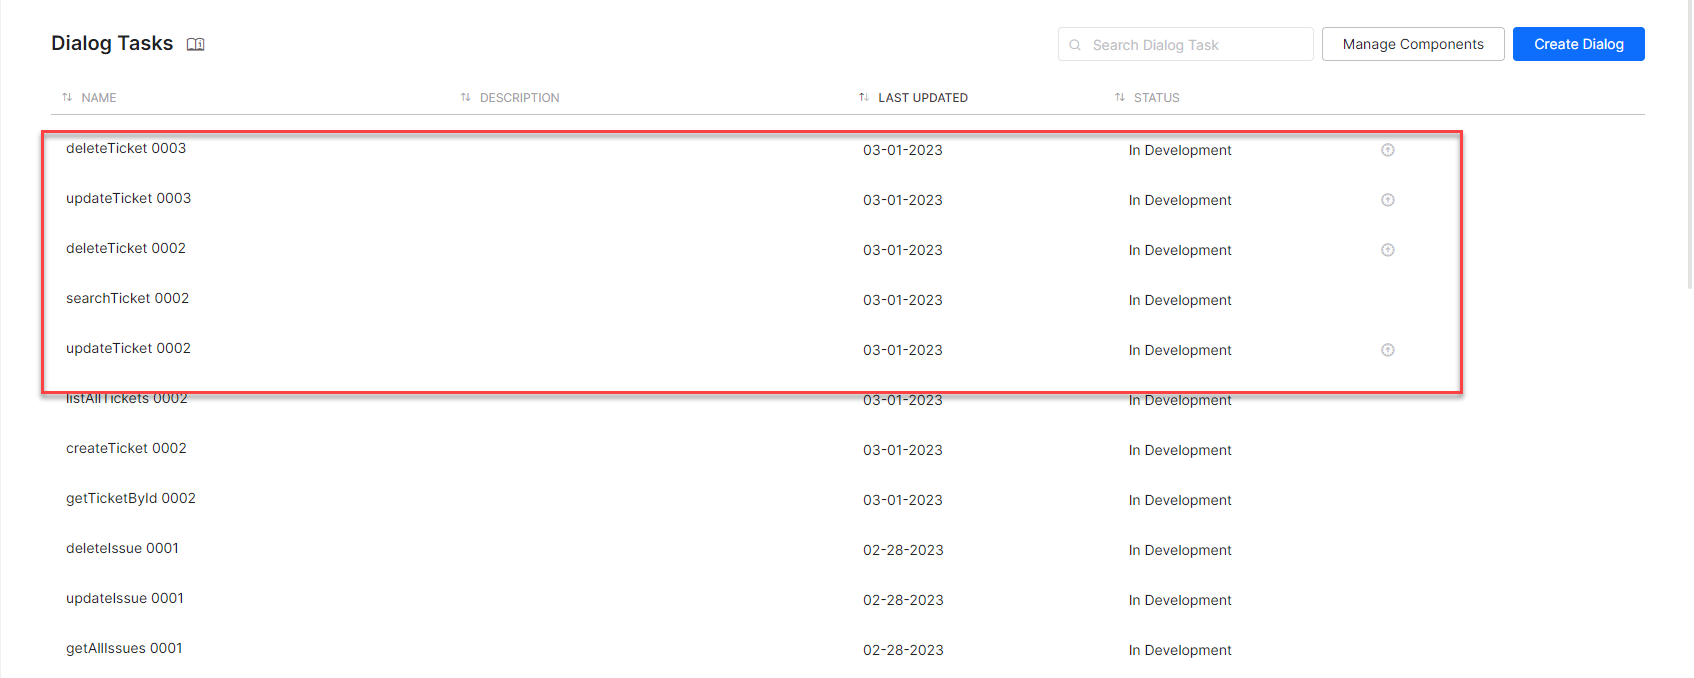 Dialog Tasks
Search Dialog Task
Manage Components
Create Dialog
NAME DESCRIPTION LAST UPDATED STATUS
deleteTicket 0003 03-01-2023 In Development
updateTicket 0003 03-01-2023 In Development
deleteTicket 0002 03-01-2023 In Development
searchTicket 0002 03-01-2023 In Development
updateTicket 0002 03-01-2023 In Development
listAllTickets 0002 03-01-2023 In Development
createTicket 0002 03-01-2023 In Development
getTicketById 0002 03-01-2023 In Development
deleteIssue 0001 02-28-2023 In Development
updateIssue 0001 02-28-2023 In Development
getAllIssues 0001 02-28-2023 In Development